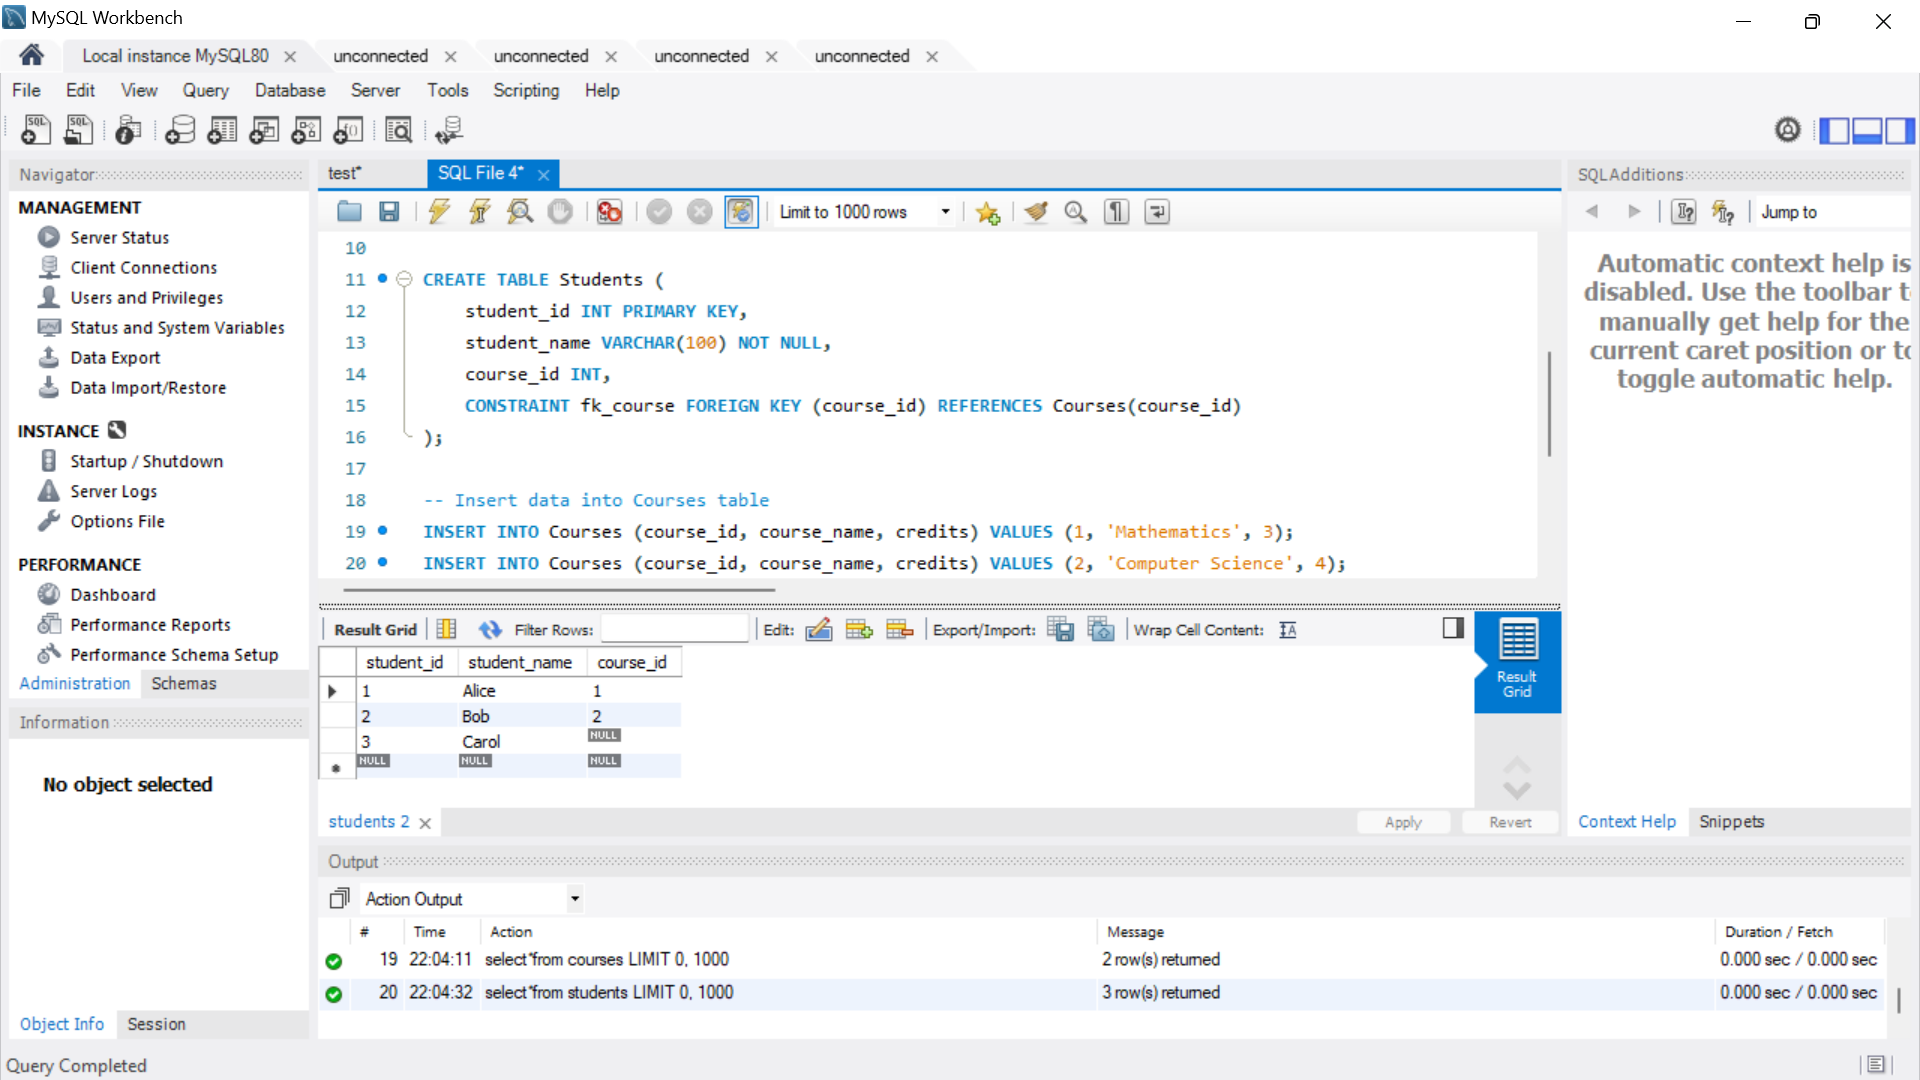 MySQL Workbench
Local instance MySQL80
unconnected
unconnected
unconnected
unconnected
File Edit View Query Database Server Tools Scripting Help
Navigator
MANAGEMENT
Server Status
Client Connections
Users and Privileges
Status and System Variables
Data Export
Data Import/Restore
INSTANCE
Startup / Shutdown
Server Logs
Options File
PERFORMANCE
Dashboard
Performance Reports
Performance Schema Setup
Administration Schemas
Information
No object selected
Object Info Session
Query Completed
test* SQL File 4*
Limit to 1000 rows
10
11 CREATE TABLE Students (
12 student_id INT PRIMARY KEY,
13 student_name VARCHAR(100) NOT NULL,
14 course_id INT,
15 CONSTRAINT fk_course FOREIGN KEY (course_id) REFERENCES Courses(course_id)
16 );
17
18 -- Insert data into Courses table
19 INSERT INTO Courses (course_id, course_name, credits) VALUES (1, 'Mathematics', 3);
20 INSERT INTO Courses (course_id, course_name, credits) VALUES (2, 'Computer Science', 4);
Result Grid Filter Rows: Edit: Export/Import: Wrap Cell Content:
student_id student_name course_id
1 Alice 1
2 Bob 2
3 Carol NULL
NULL NULL NULL
Result
Grid
students 2
Apply Revert
Output
Action Output
# Time Action Message Duration / Fetch
19 22:04:11 select*from courses LIMIT 0, 1000 2 row(s) returned 0.000 sec / 0.000 sec
20 22:04:32 select*from students LIMIT 0, 1000 3 row(s) returned 0.000 sec / 0.000 sec
SQLAdditions
Jump to
Automatic context help is
disabled. Use the toolbar t
manually get help for the
current caret position or to
toggle automatic help.
Context Help Snippets